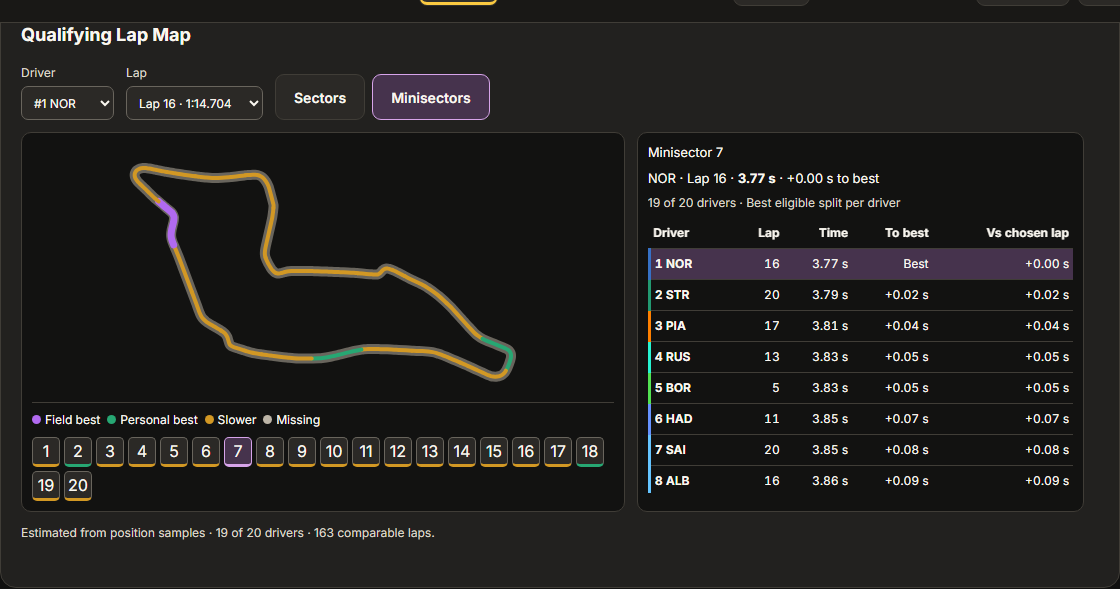 Qualifying Lap Map
Driver Lap
#1 NOR Lap 16 · 1:14.704 Sectors Minisectors
Field best Personal best Slower Missing
1 2 3 4 5 6 7 8 9 10 11 12 13 14 15 16 17 18
19 20
Minisector 7
NOR · Lap 16 · 3.77 s · +0.00 s to best
19 of 20 drivers · Best eligible split per driver
Driver Lap Time To best Vs chosen lap
1 NOR 16 3.77 s Best +0.00 s
2 STR 20 3.79 s +0.02 s +0.02 s
3 PIA 17 3.81 s +0.04 s +0.04 s
4 RUS 13 3.83 s +0.05 s +0.05 s
5 BOR 5 3.83 s +0.05 s +0.05 s
6 HAD 11 3.85 s +0.07 s +0.07 s
7 SAI 20 3.85 s +0.08 s +0.08 s
8 ALB 16 3.86 s +0.09 s +0.09 s
Estimated from position samples · 19 of 20 drivers · 163 comparable laps.